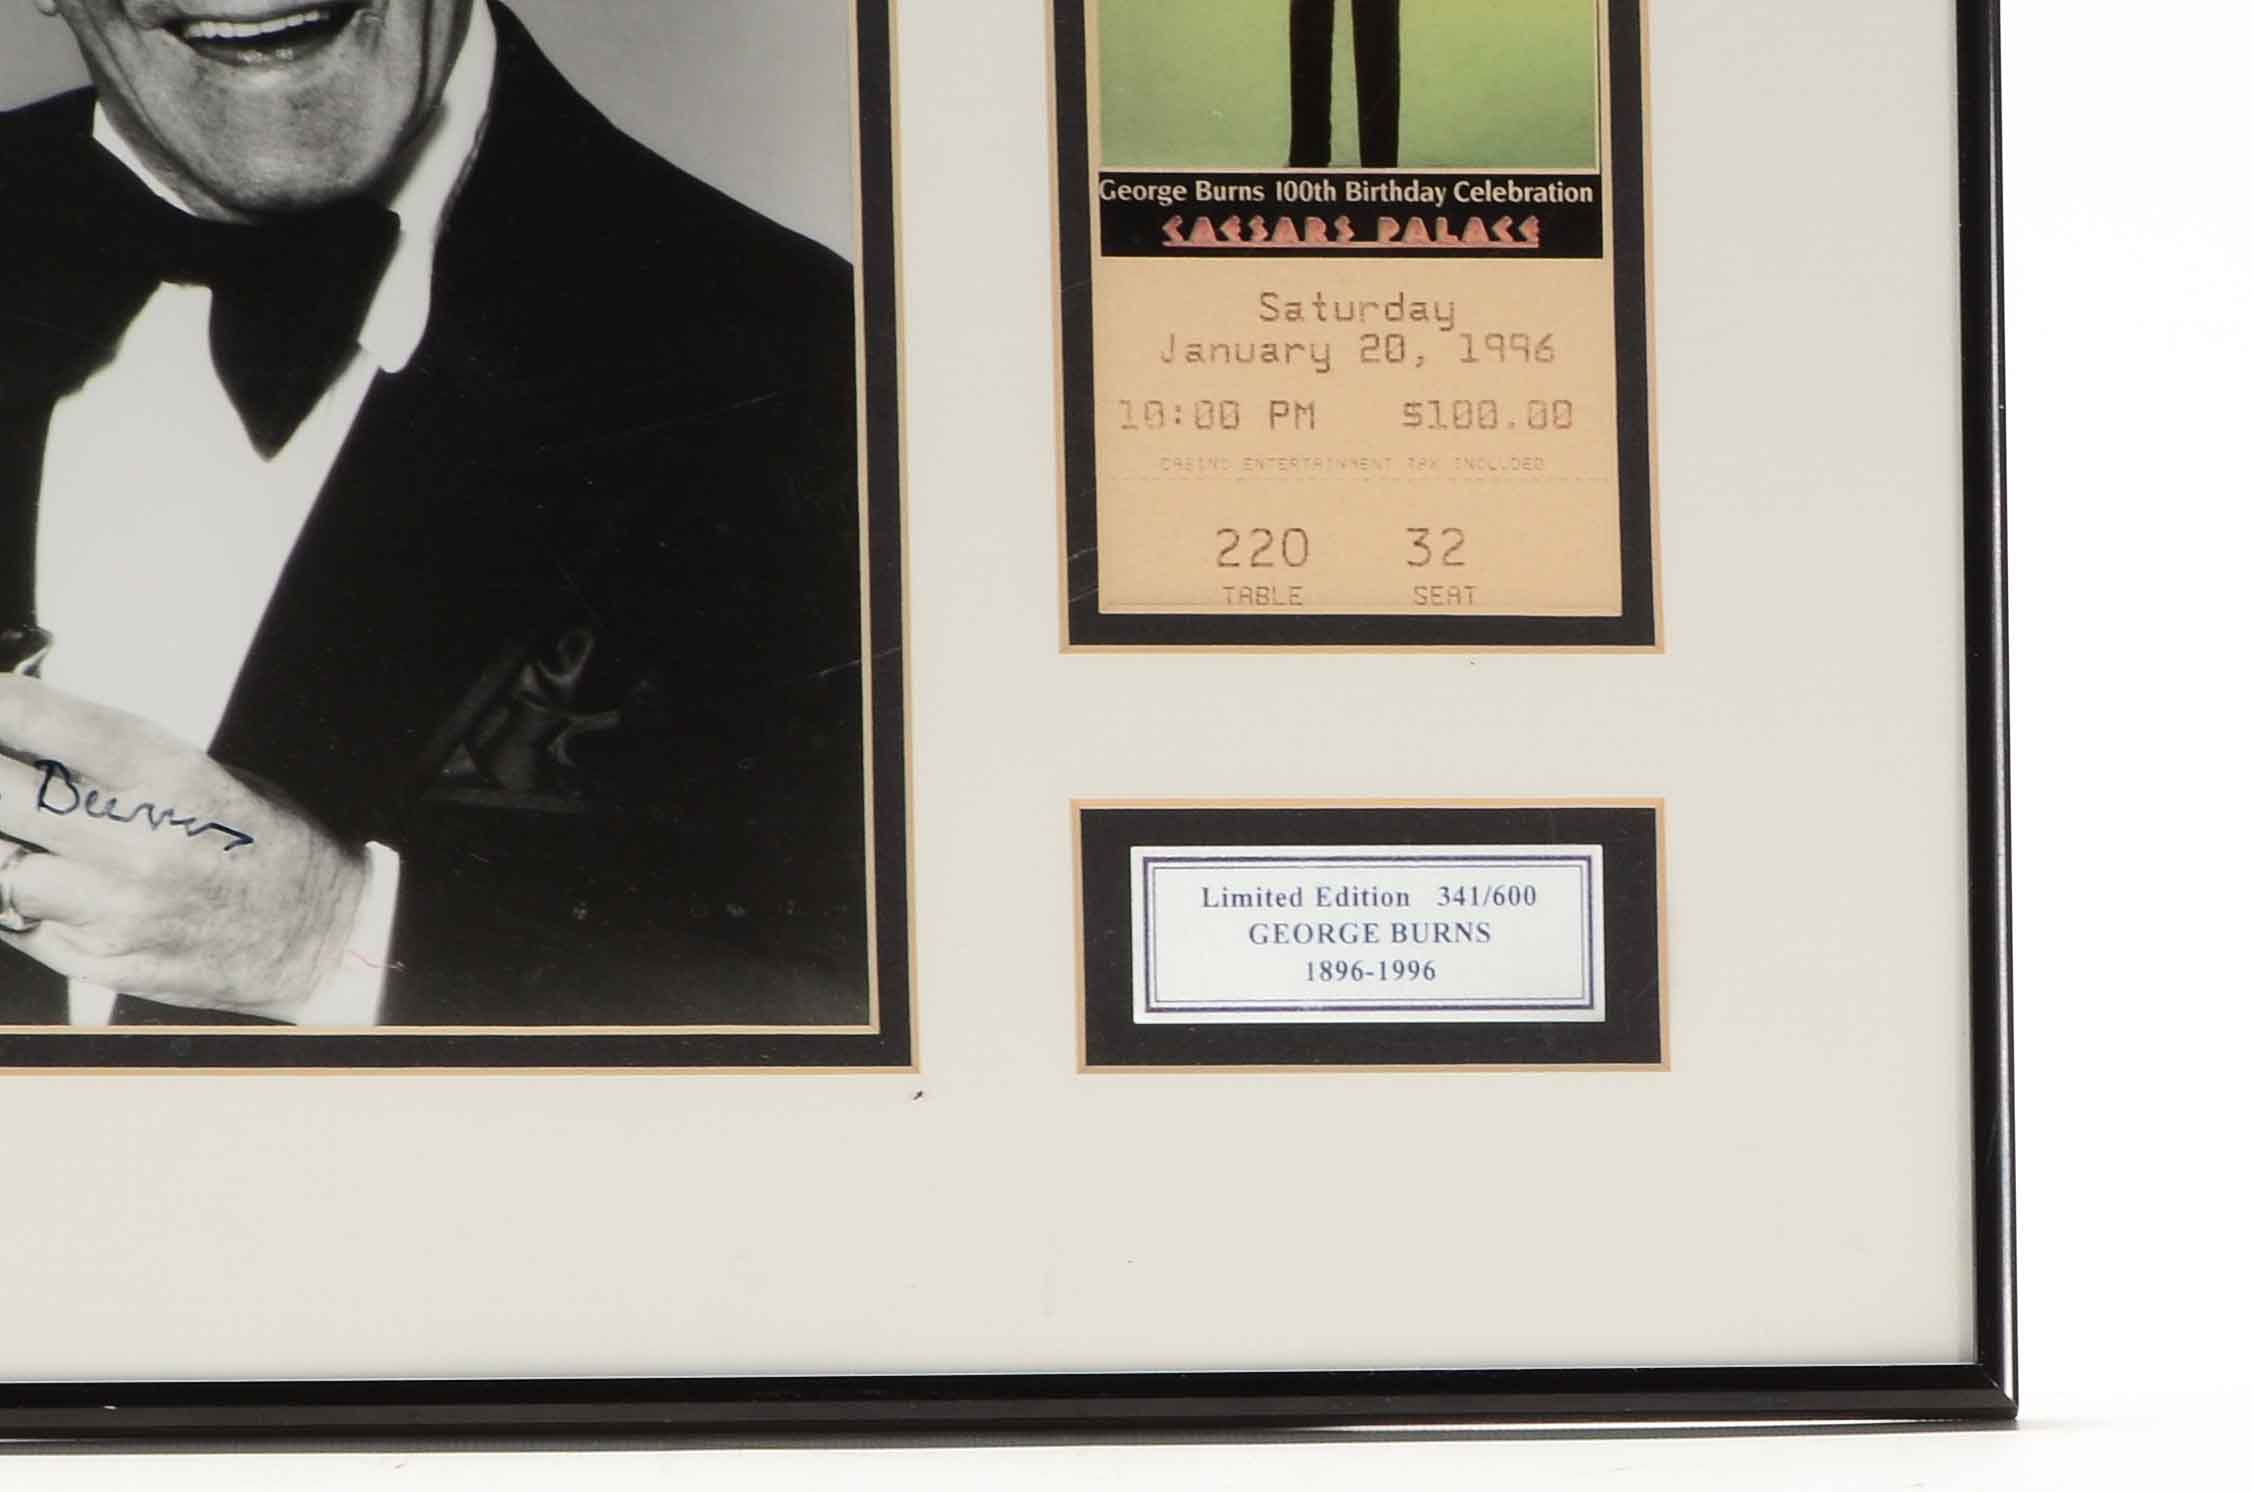 George Burns 100th Birthday Celebration
CAESARS PALACE
Saturday
January 20, 1996
10:00 PM $100.00
CASINO ENTERTAINMENT TAX INCLUDED
220 32
TABLE SEAT
Burns
Limited Edition 341/600
GEORGE BURNS
1896-1996